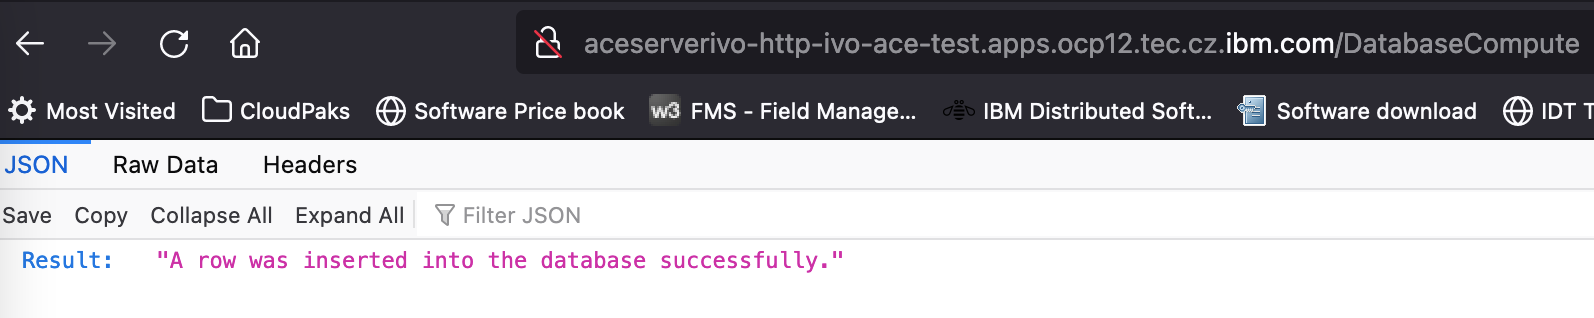 aceserverivo-http-ivo-ace-test.apps.ocp12.tec.cz.ibm.com/DatabaseCompute
Most Visited CloudPaks Software Price book w3 FMS - Field Manage... IBM Distributed Soft... Software download IDT T
JSON Raw Data Headers
Save Copy Collapse All Expand All Filter JSON
Result: "A row was inserted into the database successfully."